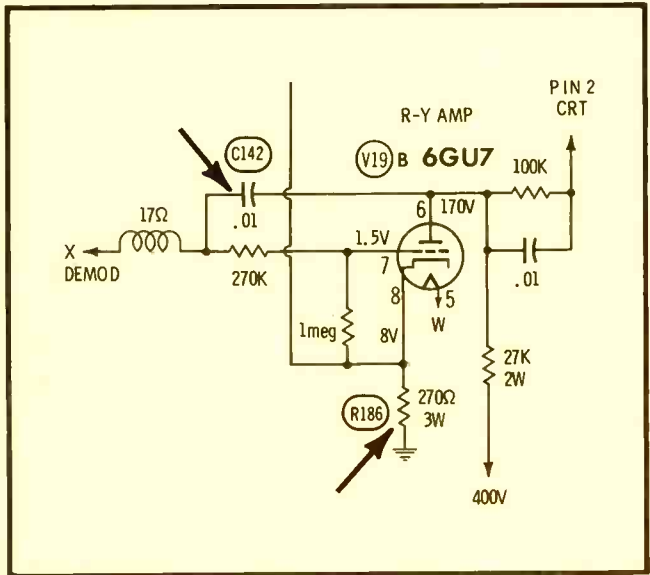 PIN 2
CRT
R-Y AMP
C142
V19 B 6GU7
100K
.01
6
170V
17Ω
1.5V
X
DEMOD
270K
7
.01
8
5
W
1meg
8V
27K
2W
R186
270Ω
3W
400V